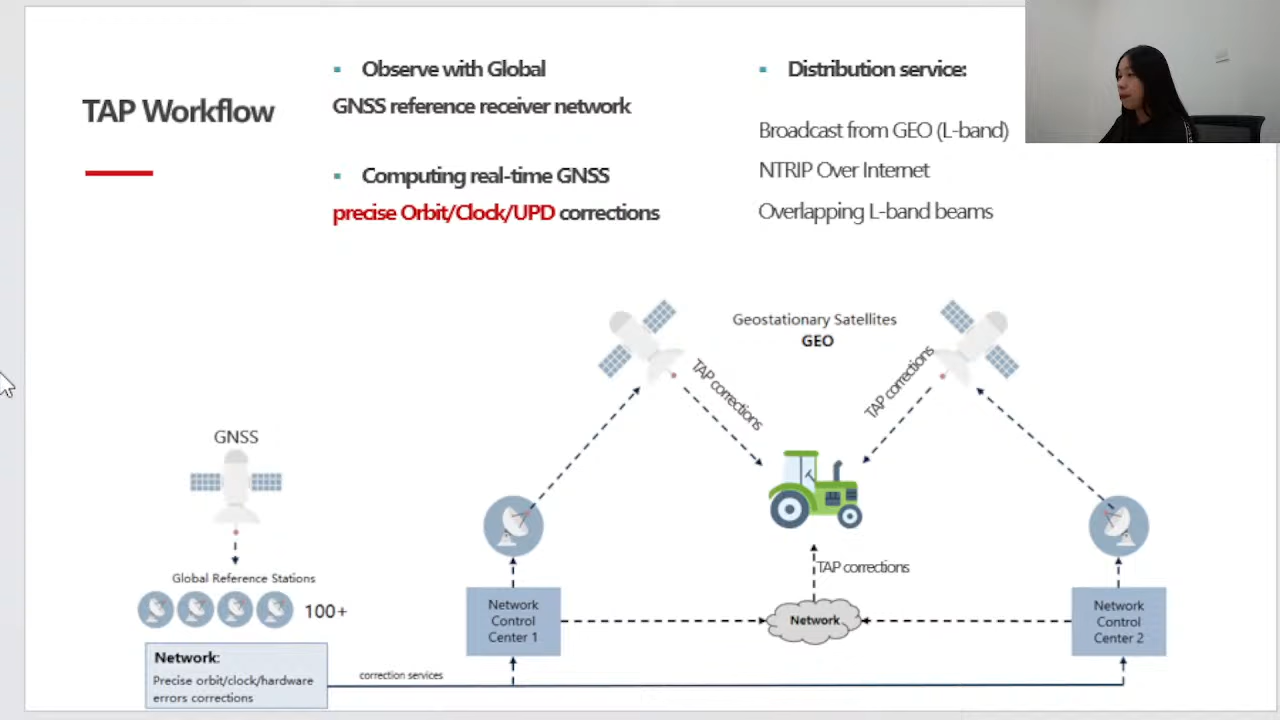 TAP Workflow
▪ Observe with Global
GNSS reference receiver network
▪ Computing real-time GNSS
precise Orbit/Clock/UPD corrections
▪ Distribution service:
Broadcast from GEO (L-band)
NTRIP Over Internet
Overlapping L-band beams
Geostationary Satellites
GEO
TAP corrections
TAP corrections
GNSS
Global Reference Stations
100+
Network:
Precise orbit/clock/hardware
errors corrections
correction services
Network
Control
Center 1
TAP corrections
Network
Network
Control
Center 2